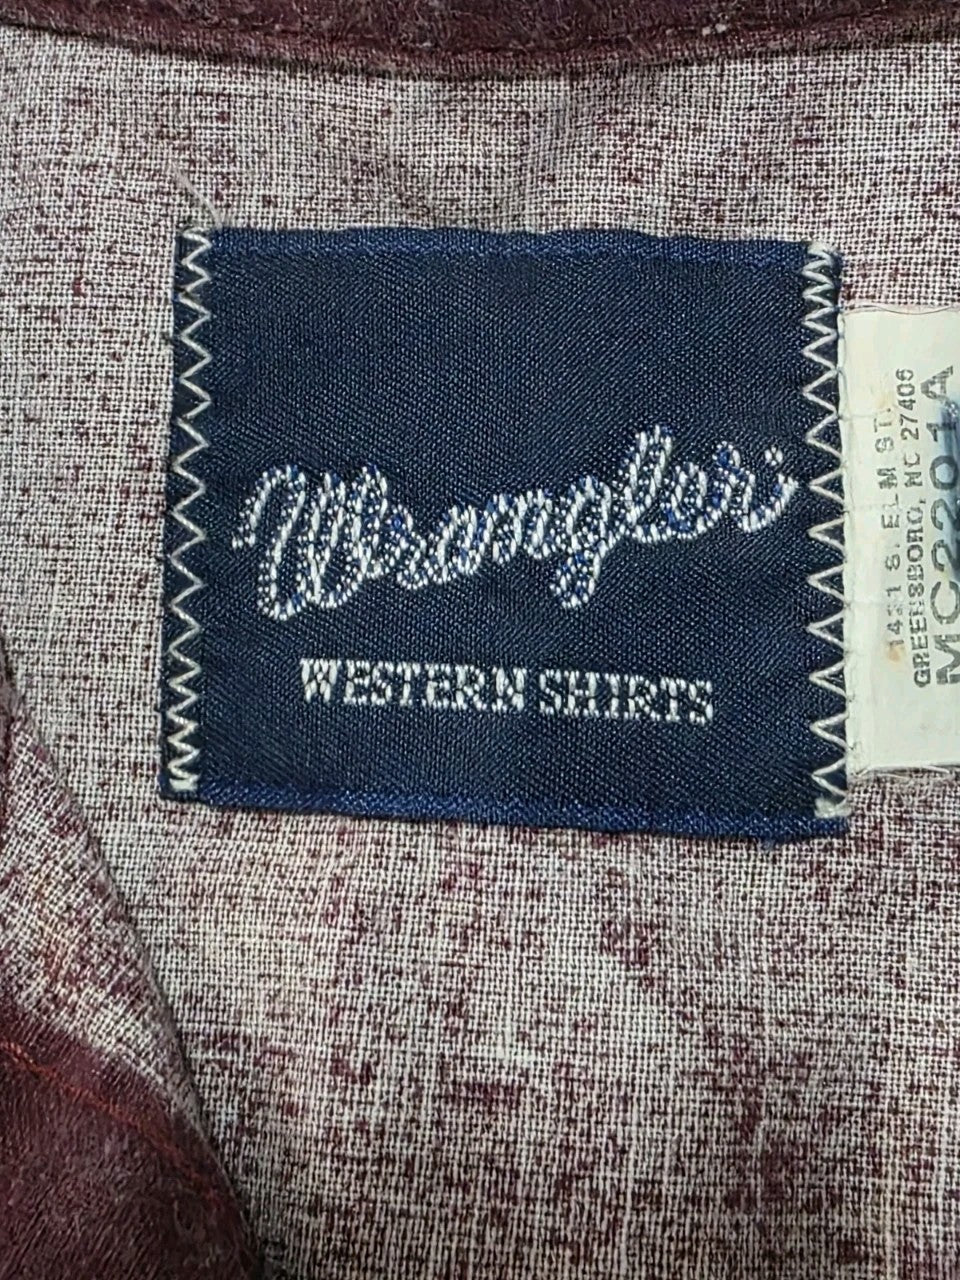 Wrangler
WESTERN SHIRTS
1421 S. ELM ST.
GREENSBORO, NC 27406
MC2201A